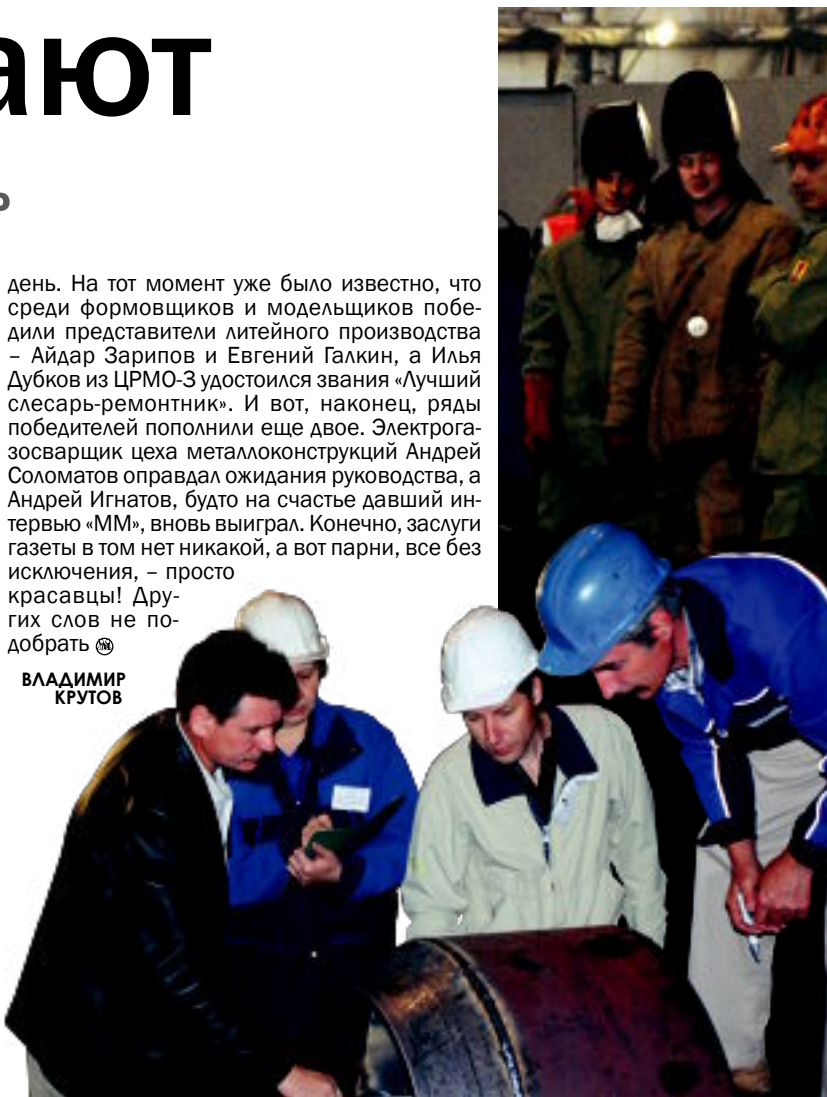 ают
ь
день. На тот момент уже было известно, что
среди формовщиков и модельщиков побе-
дили представители литейного производства
– Айдар Зарипов и Евгений Галкин, а Илья
Дубков из ЦРМО-3 удостоился звания «Лучший
слесарь-ремонтник». И вот, наконец, ряды
победителей пополнили еще двое. Электрога-
зосварщик цеха металлоконструкций Андрей
Соломатов оправдал ожидания руководства, а
Андрей Игнатов, будто на счастье давший ин-
тервью «ММ», вновь выиграл. Конечно, заслуги
газеты в том нет никакой, а вот парни, все без
исключения, – просто
красавцы! Дру-
гих слов не по-
добрать
ВЛАДИМИР
КРУТОВ